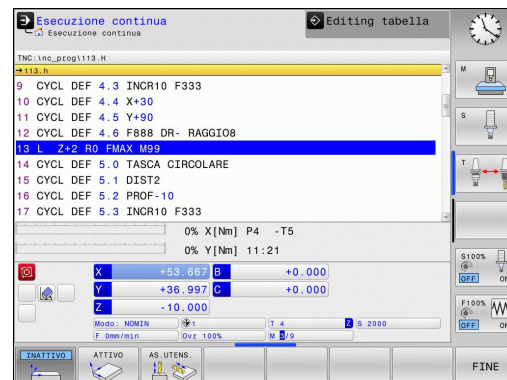 Esecuzione continua
Editing tabella
Esecuzione continua
TNC:\nc_prog\113.H
→113.h
9 CYCL DEF 4.3 INCR10 F333
10 CYCL DEF 4.4 X+30
11 CYCL DEF 4.5 Y+90
12 CYCL DEF 4.6 F888 DR- RAGGIO8
13 L Z+2 R0 FMAX M99
14 CYCL DEF 5.0 TASCA CIRCOLARE
15 CYCL DEF 5.1 DIST2
16 CYCL DEF 5.2 PROF-10
17 CYCL DEF 5.3 INCR10 F333
0% X[Nm] P4 -T5
0% Y[Nm] 11:21
X +53.667 B +0.000
Y +36.997 C +0.000
Z -10.000
Modo: NOMIN 1 T 4 Z S 2000
F 0mm/min Ovr 100% M 5/9
INATTIVO
ATTIVO
AS.UTENS.
M
S
T
S100%
OFF ON
F100%
OFF ON
FINE